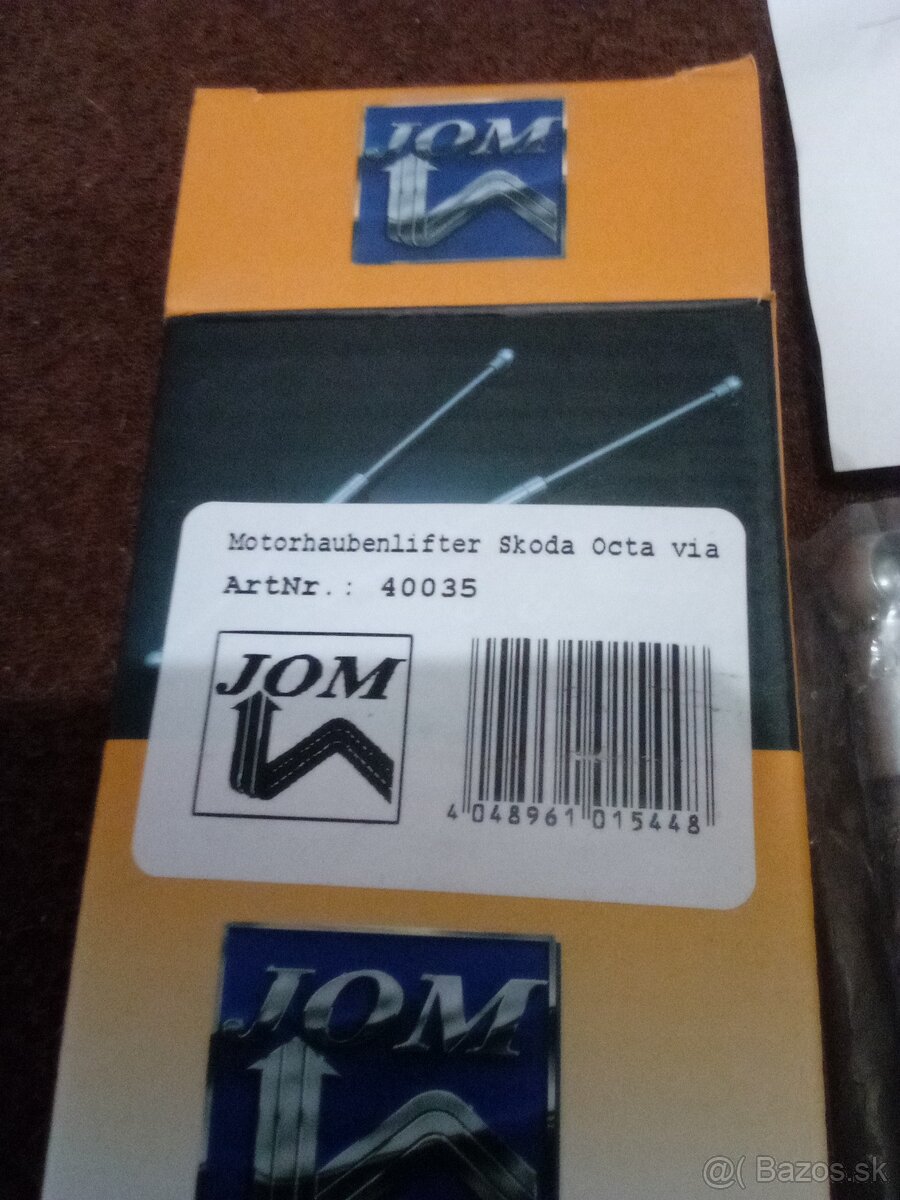 JOM
Motorhaubenlifter Skoda Octa via
ArtNr.: 40035
JOM
4 048961 015448
JOM
@( Bazos.sk